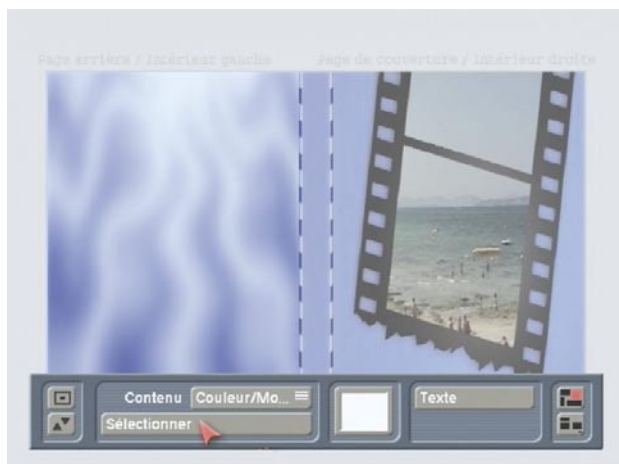 Page arrière / Intérieur gauche
Page de couverture / Intérieur droite
Contenu Couleur/Mo... Texte
Sélectionner